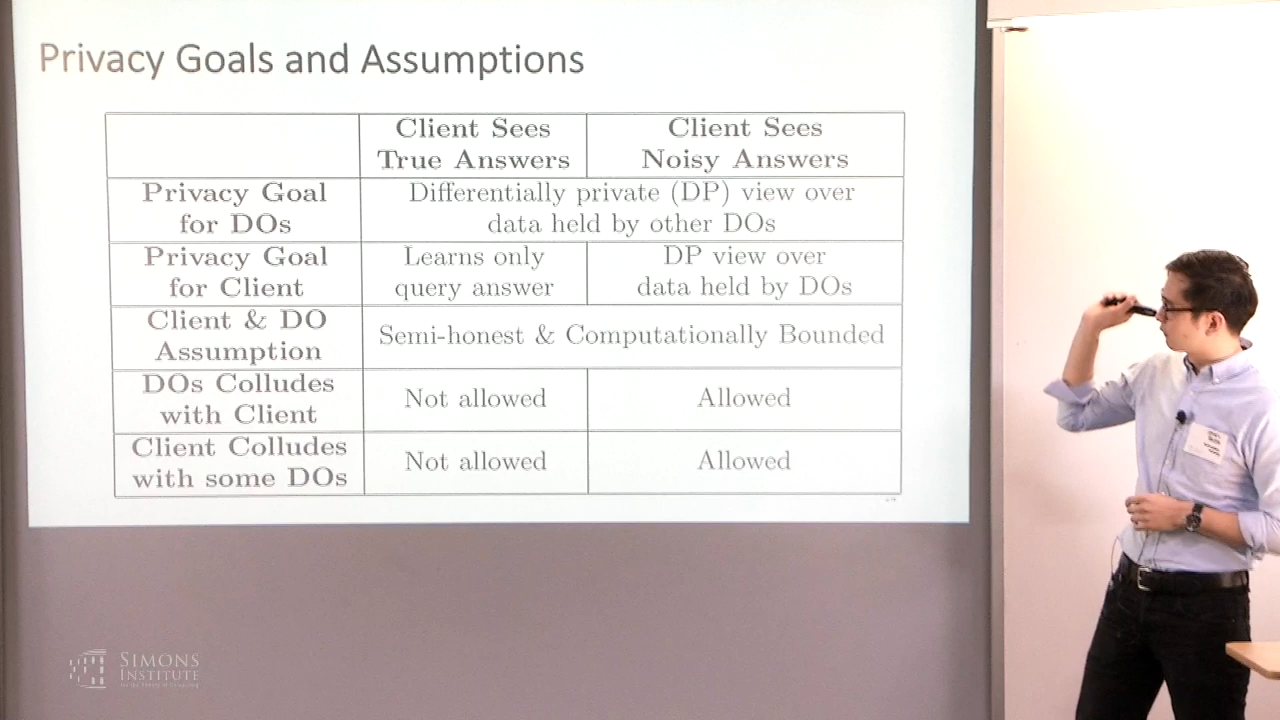 Privacy Goals and Assumptions
Client Sees
True Answers
Client Sees
Noisy Answers
Privacy Goal
for DOs
Differentially private (DP) view over
data held by other DOs
Privacy Goal
for Client
Learns only
query answer
DP view over
data held by DOs
Client & DO
Assumption
Semi-honest & Computationally Bounded
DOs Colludes
with Client
Not allowed
Allowed
Client Colludes
with some DOs
Not allowed
Allowed
SIMONS
INSTITUTE